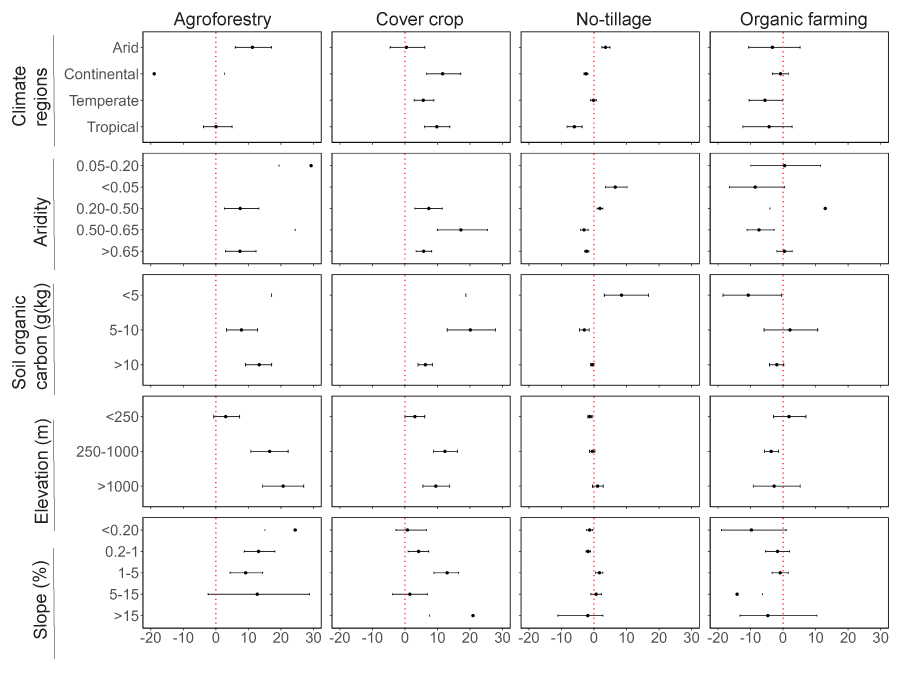 Agroforestry Cover crop No-tillage Organic farming
Climate
regions
Arid
Continental
Temperate
Tropical
Aridity
0.05-0.20
<0.05
0.20-0.50
0.50-0.65
>0.65
Soil organic
carbon (g(kg)
<5
5-10
>10
Elevation (m)
<250
250-1000
>1000
Slope (%)
<0.20
0.2-1
1-5
5-15
>15
-20 -10 0 10 20 30 -20 -10 0 10 20 30 -20 -10 0 10 20 30 -20 -10 0 10 20 30